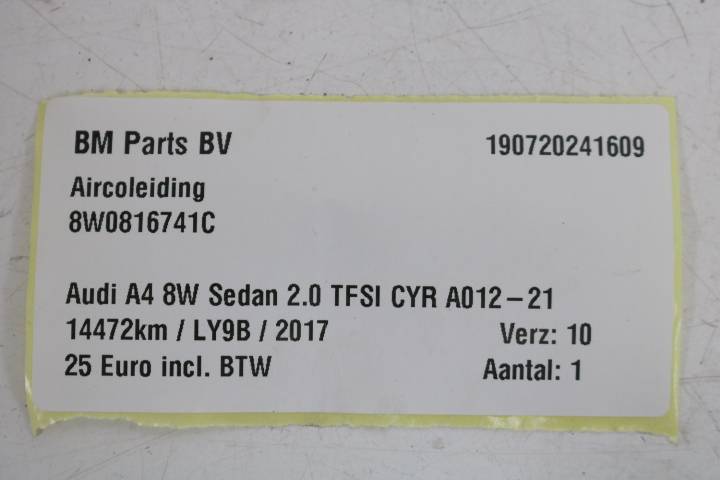 BM Parts BV 190720241609
Aircoleiding
8W0816741C
Audi A4 8W Sedan 2.0 TFSI CYR A012-21
14472km / LY9B / 2017 Verz: 10
25 Euro incl. BTW Aantal: 1